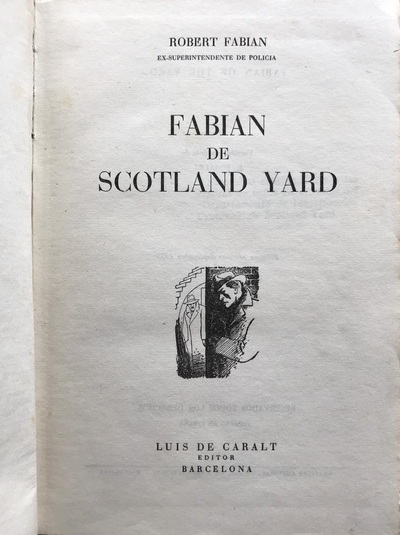 ROBERT FABIAN
EX-SUPERINTENDENTE DE POLICIA
FABIAN
DE
SCOTLAND YARD
LUIS DE CARALT
EDITOR
BARCELONA